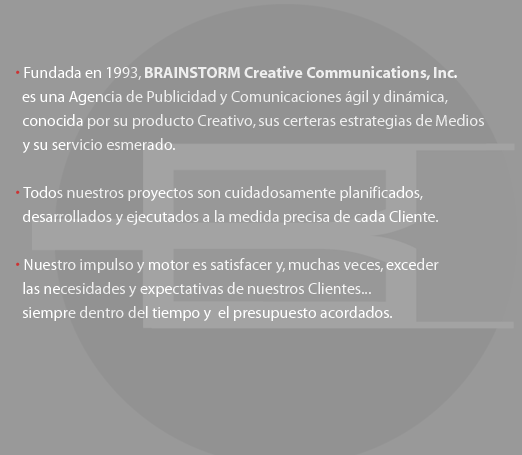 • Fundada en 1993, BRAINSTORM Creative Communications, Inc.
es una Agencia de Publicidad y Comunicaciones ágil y dinámica,
conocida por su producto Creativo, sus certeras estrategias de Medios
y su servicio esmerado.
• Todos nuestros proyectos son cuidadosamente planificados,
desarrollados y ejecutados a la medida precisa de cada Cliente.
• Nuestro impulso y motor es satisfacer y, muchas veces, exceder
las necesidades y expectativas de nuestros Clientes...
siempre dentro del tiempo y el presupuesto acordados.